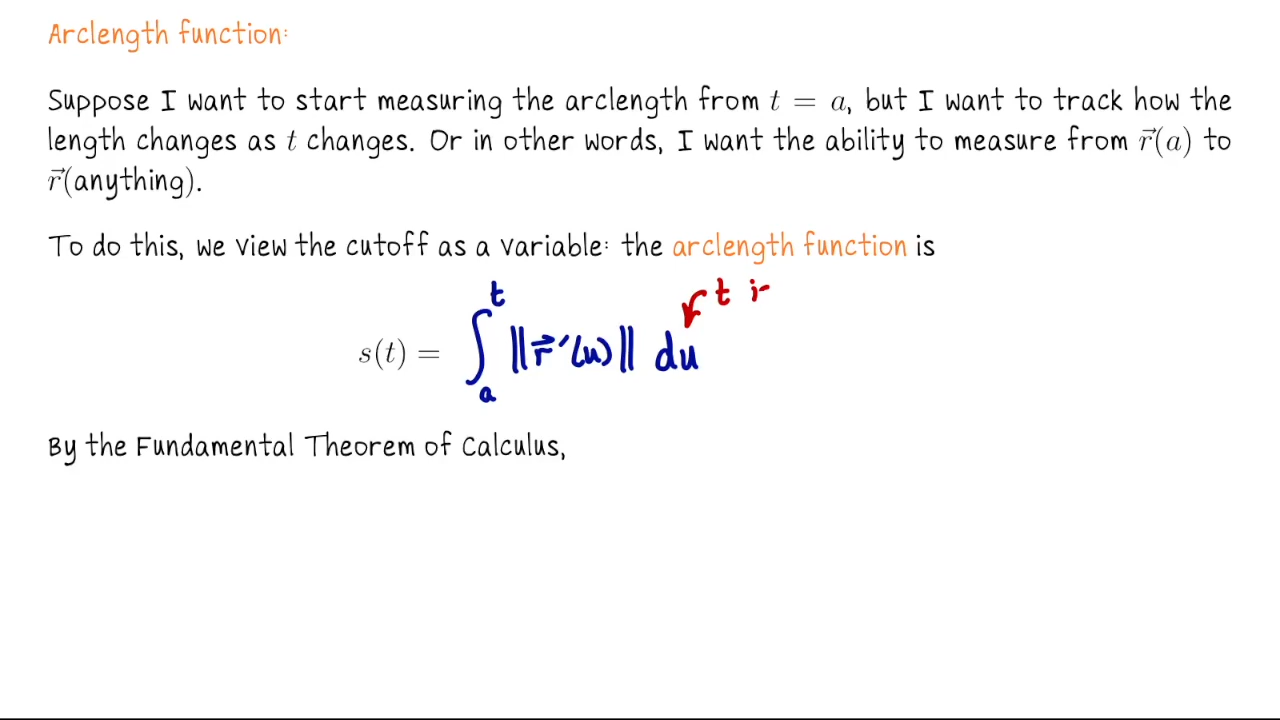 Arclength function:
Suppose I want to start measuring the arclength from t = a, but I want to track how the
length changes as t changes. Or in other words, I want the ability to measure from r⃗(a) to
r⃗(anything).
To do this, we view the cutoff as a variable: the arclength function is
t i
s(t) = ∫ₐᵗ ‖r⃗′(u)‖ du
By the Fundamental Theorem of Calculus,